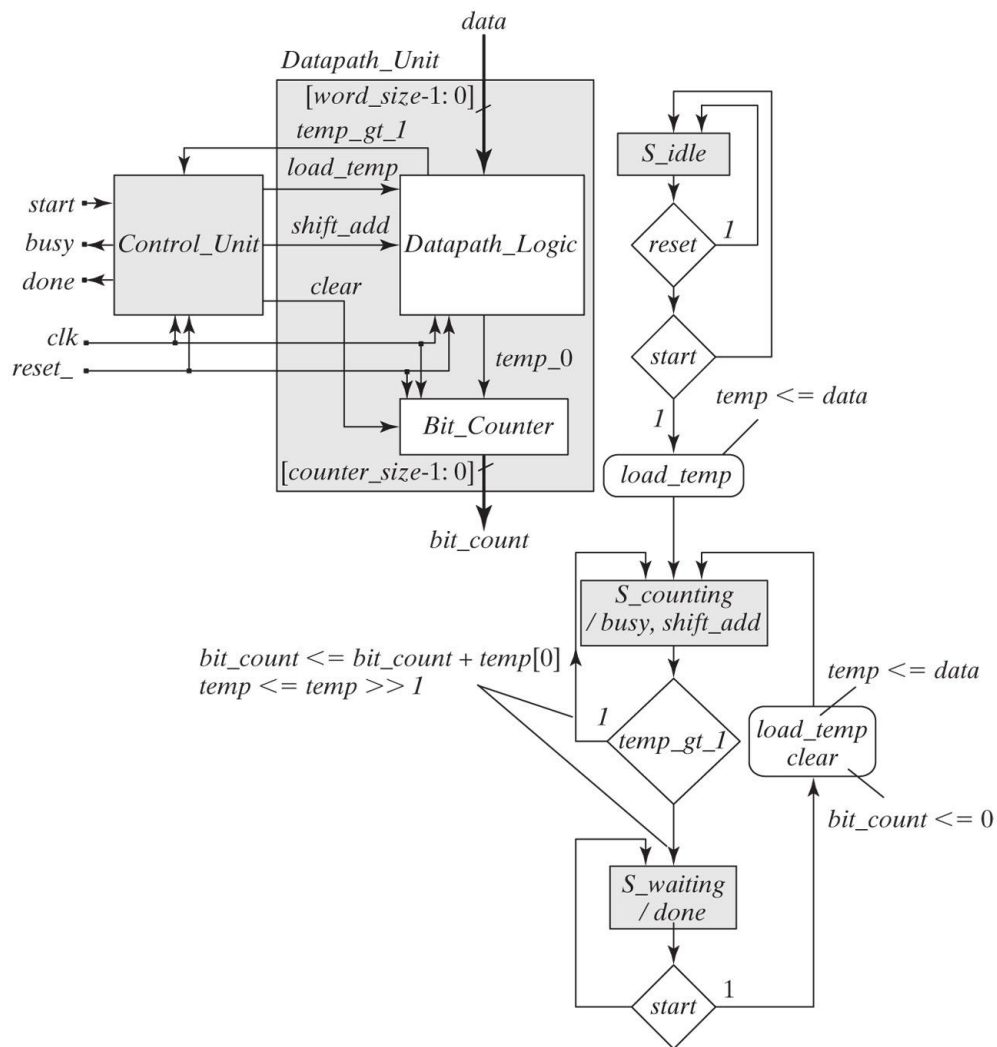 data
Datapath_Unit
[word_size-1: 0]
temp_gt_1
load_temp
start
busy
done
Control_Unit
shift_add
Datapath_Logic
clear
clk
reset_
temp_0
Bit_Counter
[counter_size-1: 0]
bit_count
S_idle
reset
1
start
1
temp <= data
load_temp
S_counting
/ busy, shift_add
bit_count <= bit_count + temp[0]
temp <= temp >> 1
1
temp_gt_1
temp <= data
load_temp
clear
bit_count <= 0
S_waiting
/ done
start
1